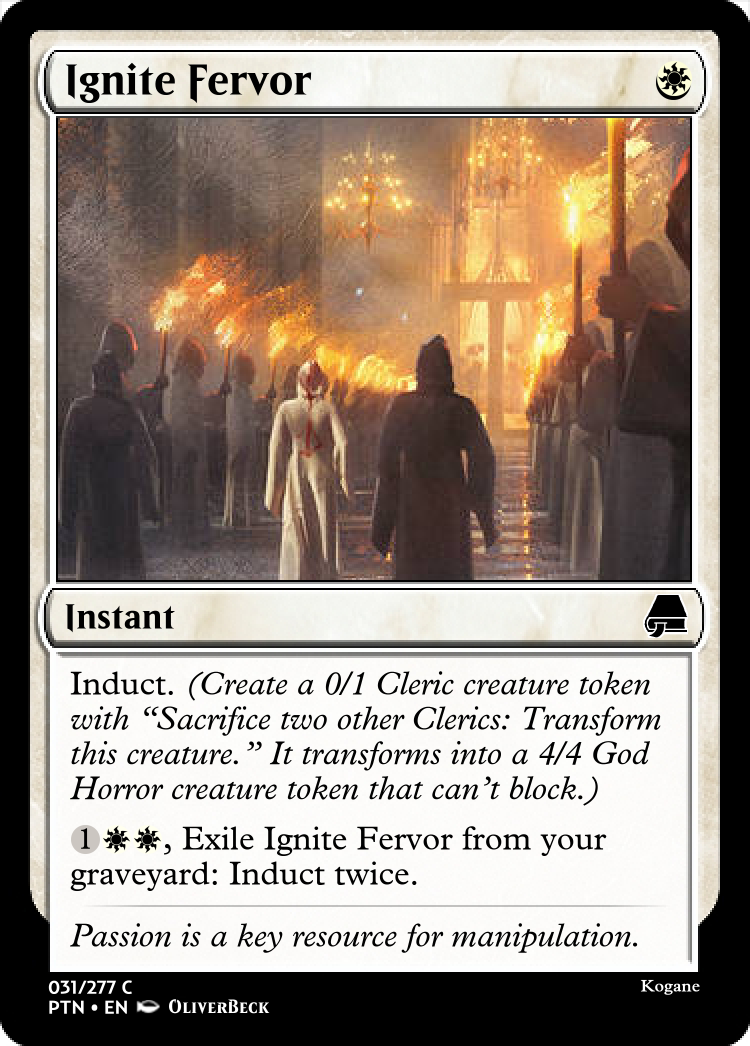 Ignite Fervor
Instant
Induct. (Create a 0/1 Cleric creature token
with “Sacrifice two other Clerics: Transform
this creature.” It transforms into a 4/4 God
Horror creature token that can’t block.)
1, Exile Ignite Fervor from your
graveyard: Induct twice.
Passion is a key resource for manipulation.
031/277 C
Kogane
PTN • EN OliverBeck